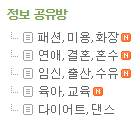 정보 공유방
패션, 미용, 화장 N
연애, 결혼, 혼수 N
임신, 출산, 수유 N
육아, 교육 N
다이어트, 댄스